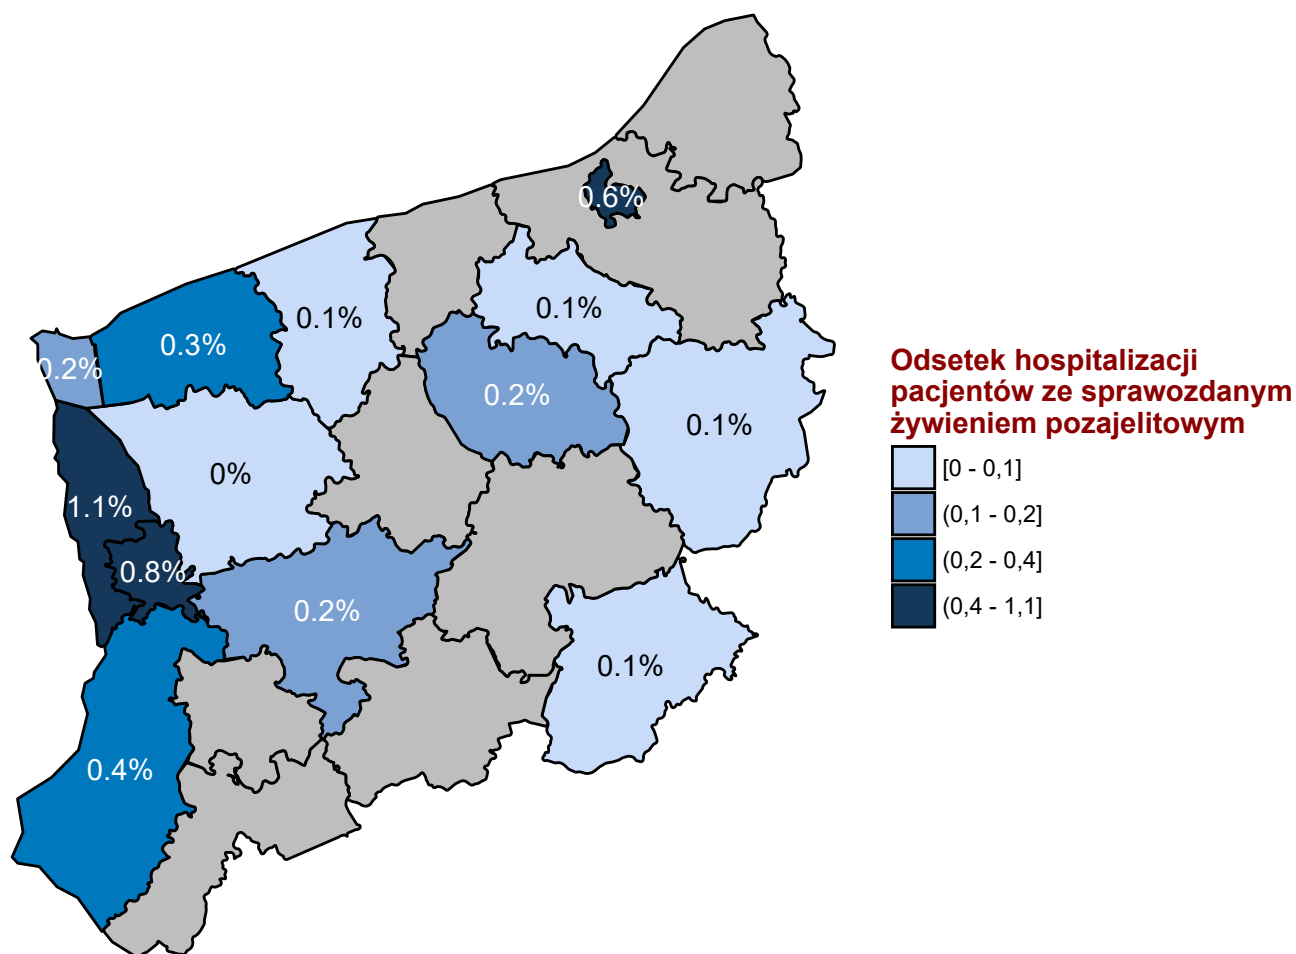 0.6%
0.1%
0.1%
0.3%
0.2%
0.2%
0.1%
0%
1.1%
0.8%
0.2%
0.1%
0.4%
Odsetek hospitalizacji
pacjentów ze sprawozdanym
żywieniem pozajelitowym
[0 - 0,1]
(0,1 - 0,2]
(0,2 - 0,4]
(0,4 - 1,1]